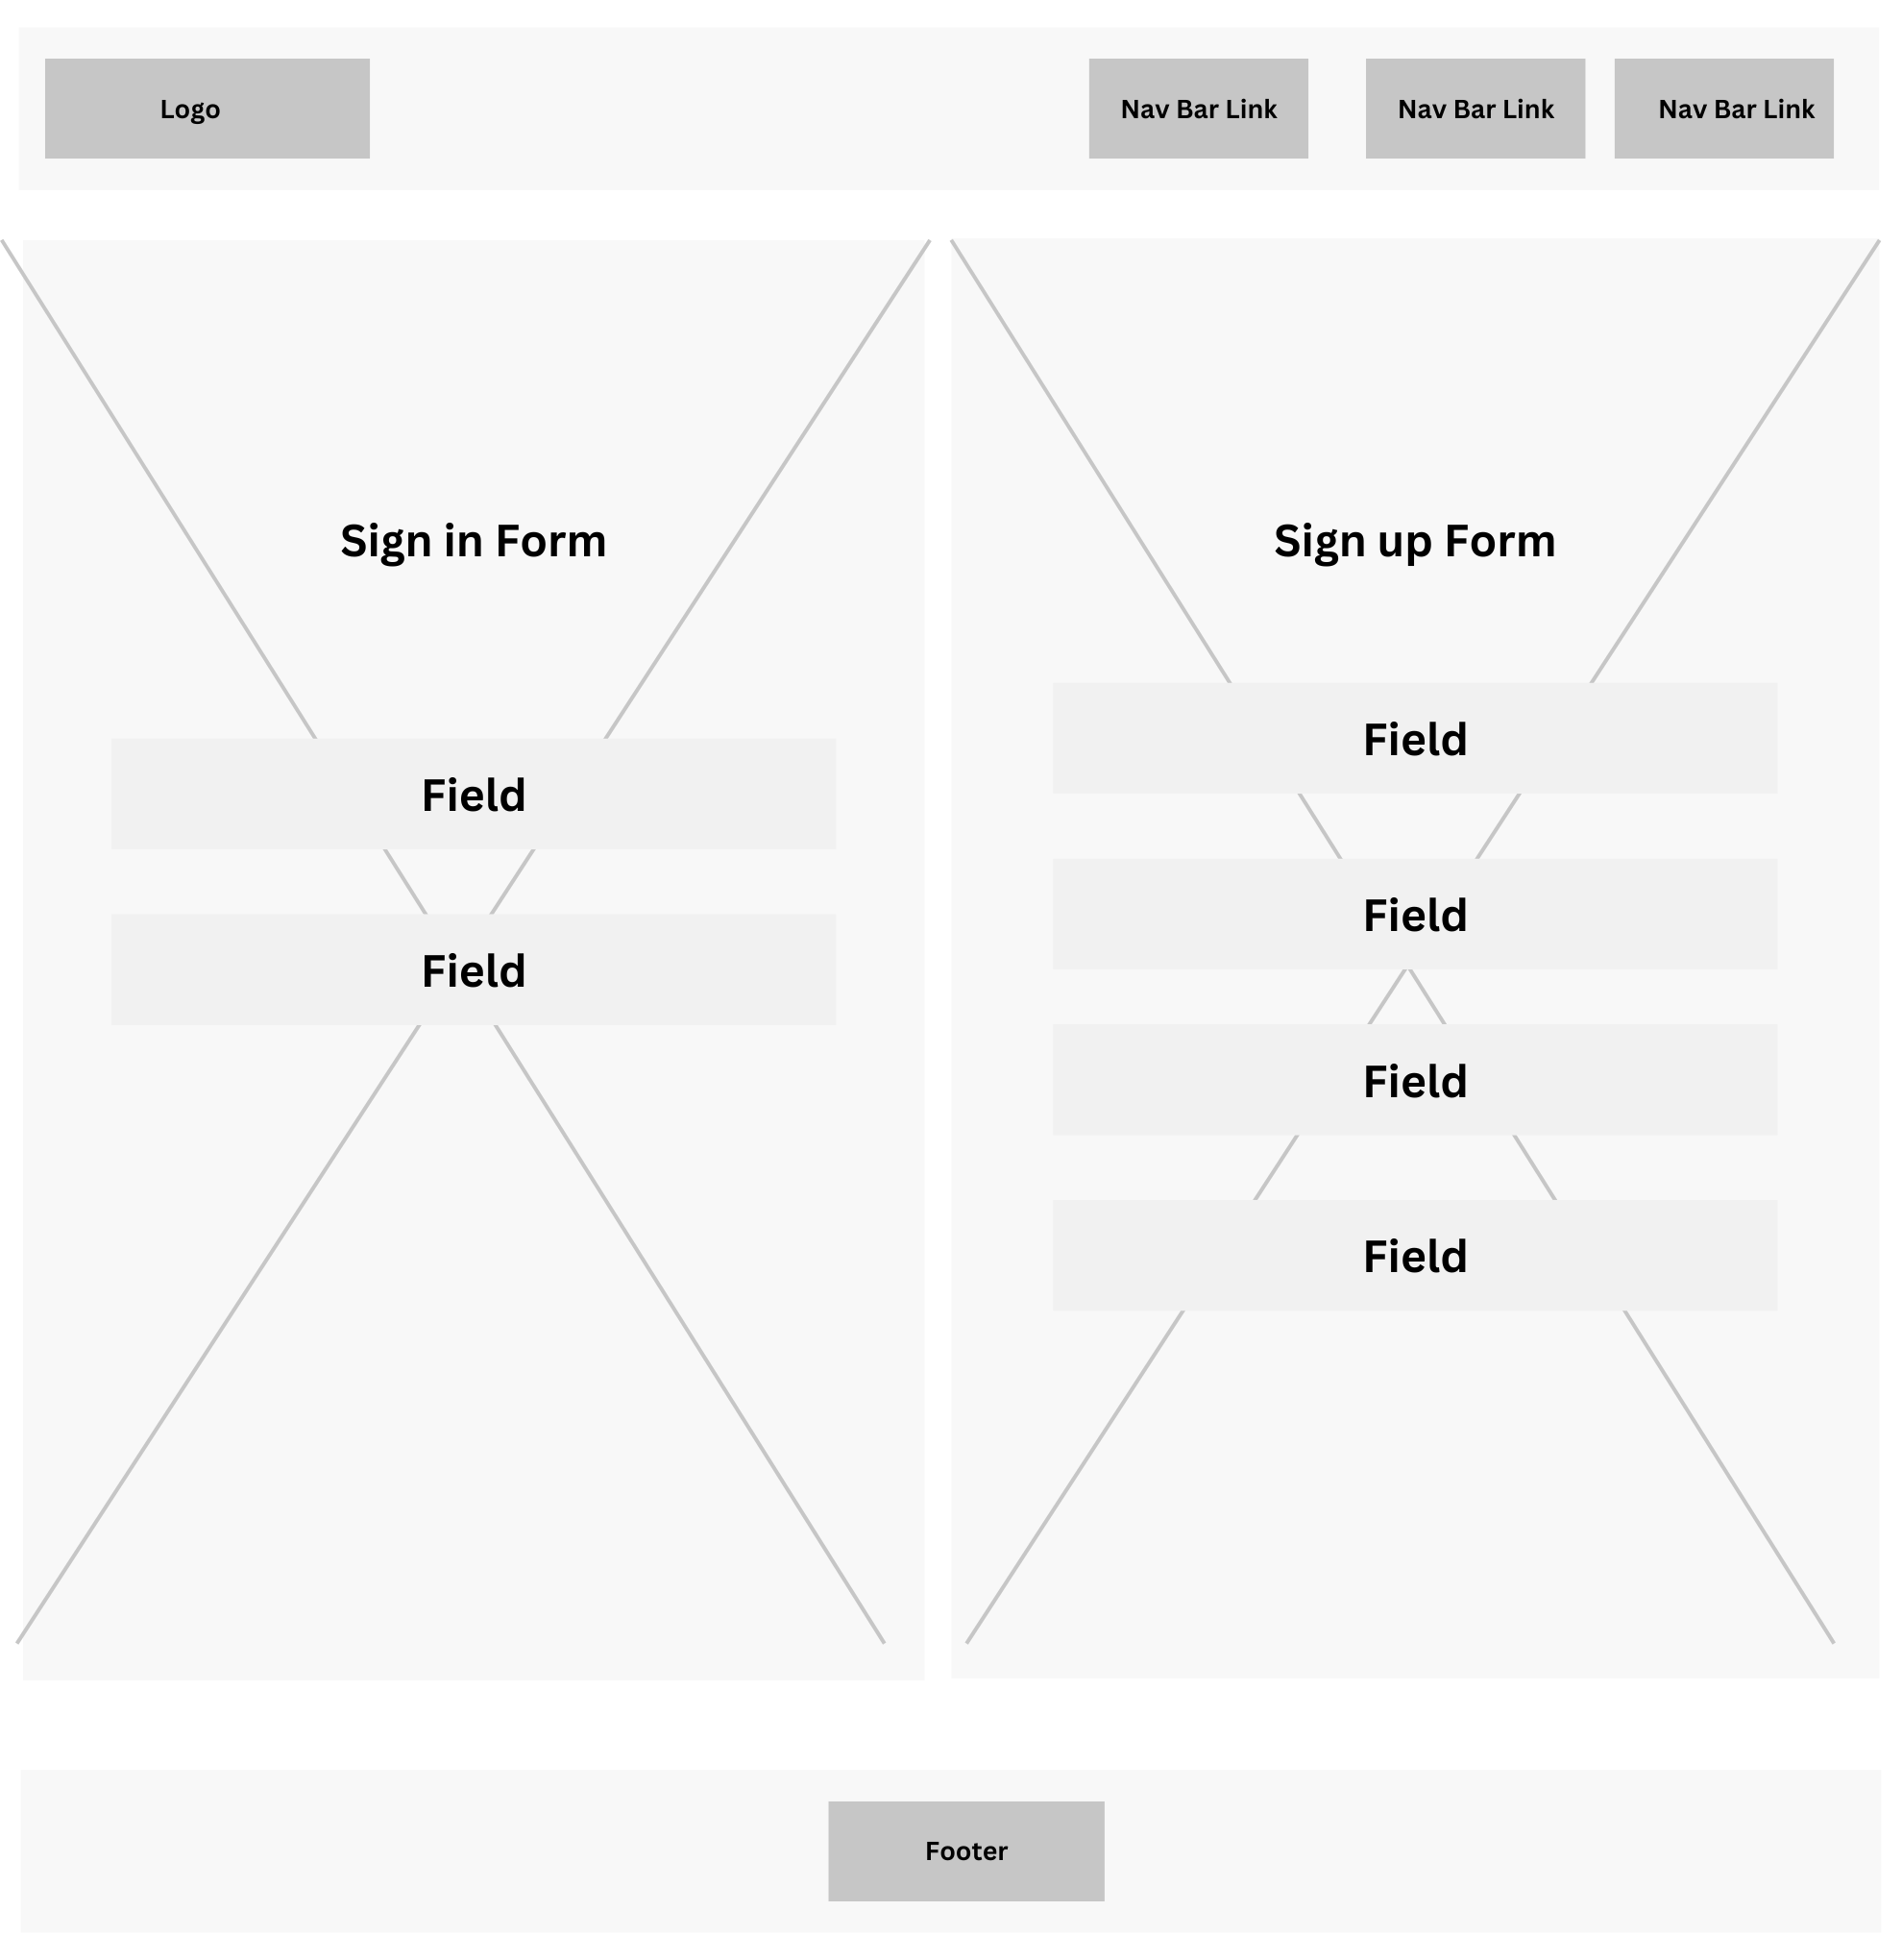 Logo
Nav Bar Link
Nav Bar Link
Nav Bar Link
Sign in Form
Field
Field
Sign up Form
Field
Field
Field
Field
Footer